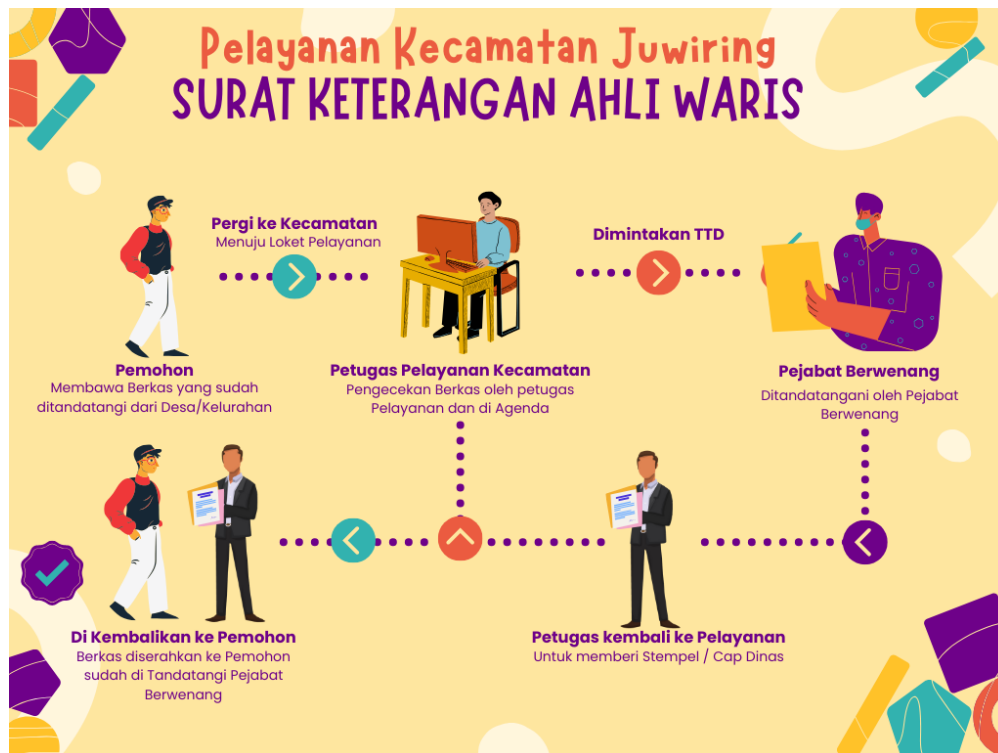 Pelayanan Kecamatan Juwiring
SURAT KETERANGAN AHLI WARIS
Pergi ke Kecamatan
Menuju Loket Pelayanan
Dimintakan TTD
Pemohon
Membawa Berkas yang sudah
ditandatangi dari Desa/Kelurahan
Petugas Pelayanan Kecamatan
Pengecekan Berkas oleh petugas
Pelayanan dan di Agenda
Pejabat Berwenang
Ditandatangani oleh Pejabat
Berwenang
Di Kembalikan ke Pemohon
Berkas diserahkan ke Pemohon
sudah di Tandatangi Pejabat
Berwenang
Petugas kembali ke Pelayanan
Untuk memberi Stempel / Cap Dinas